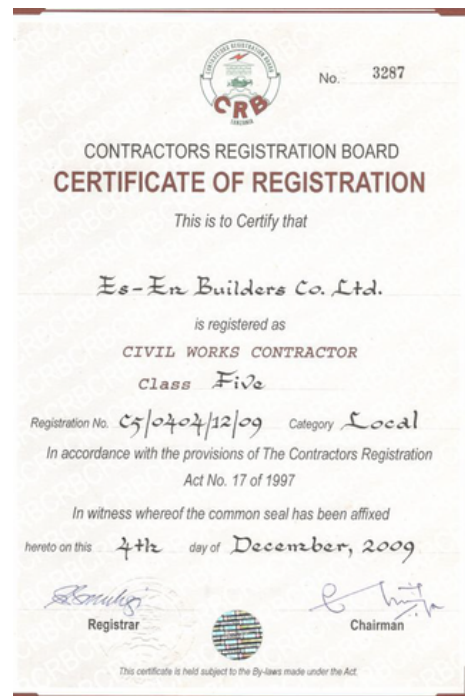 CONTRACTORS REGISTRATION BOARD
CRB
TANZANIA
No. 3287
CONTRACTORS REGISTRATION BOARD
CERTIFICATE OF REGISTRATION
This is to Certify that
Es-En Builders Co. Ltd.
is registered as
CIVIL WORKS CONTRACTOR
Class Five
Registration No. C5/0404/12/09 Category Local
In accordance with the provisions of The Contractors Registration
Act No. 17 of 1997
In witness whereof the common seal has been affixed
hereto on this 4th day of December, 2009
Registrar
Chairman
This certificate is held subject to the By-laws made under the Act.